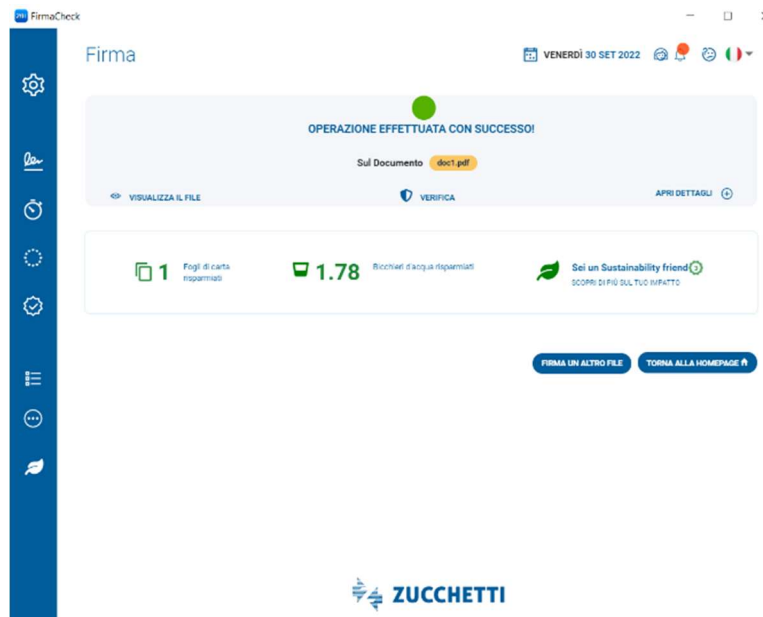 FirmaCheck
Firma
VENERDÌ 30 SET 2022
OPERAZIONE EFFETTUATA CON SUCCESSO!
Sul Documento doc1.pdf
VISUALIZZA IL FILE
VERIFICA
APRI DETTAGLI
1 Fogli di carta
risparmiati
1.78 Bicchieri d'acqua risparmiati
Sei un Sustainability friend
SCOPRI DI PIÙ SUL TUO IMPATTO
FIRMA UN ALTRO FILE
TORNA ALLA HOMEPAGE
ZUCCHETTI